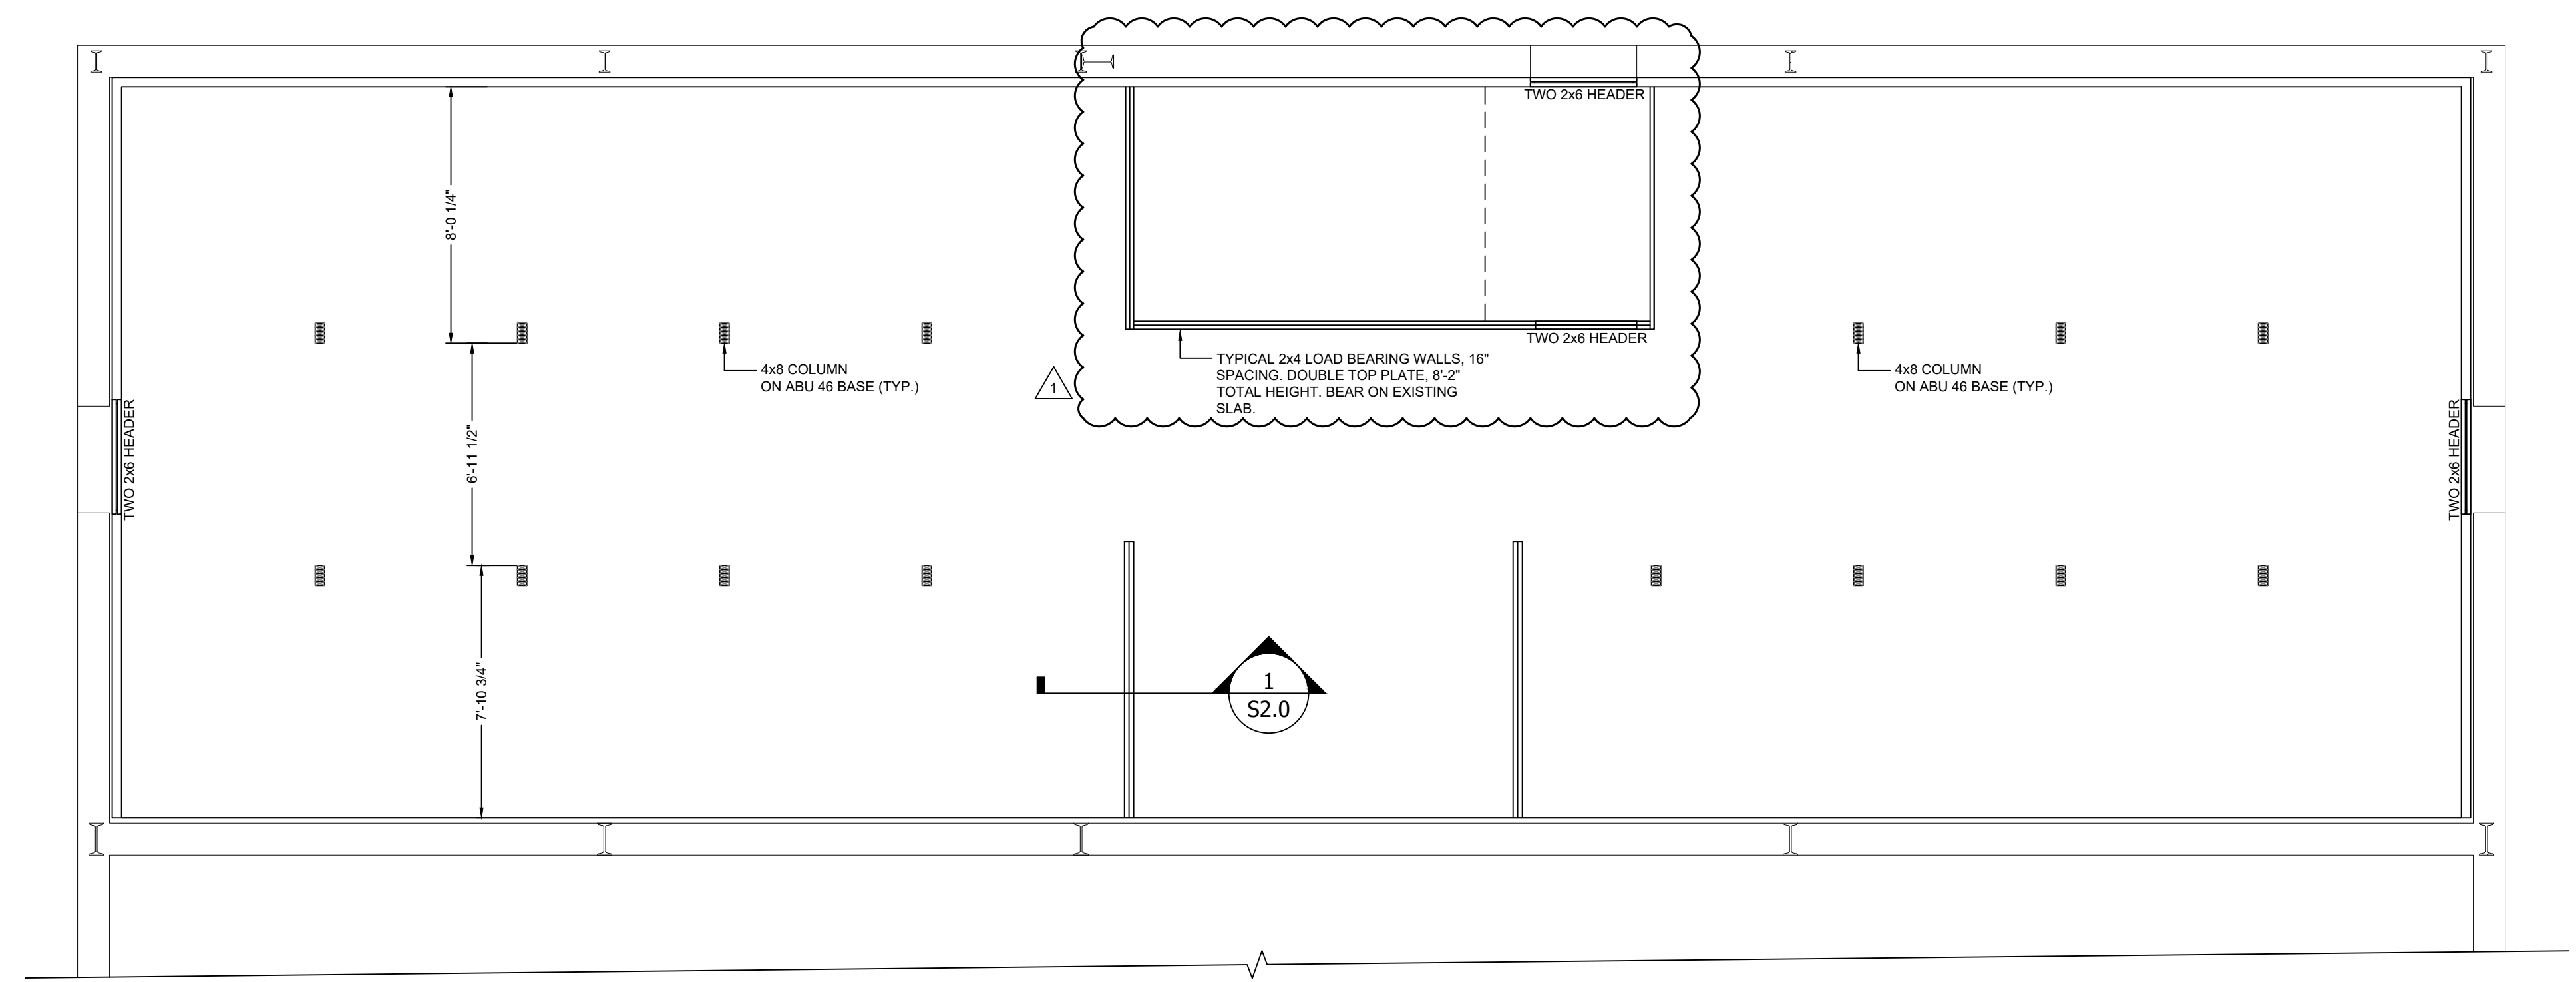 TWO 2x6 HEADER
8'-0 1/4"
TWO 2x6 HEADER
TYPICAL 2x4 LOAD BEARING WALLS, 16"
SPACING. DOUBLE TOP PLATE, 8'-2"
TOTAL HEIGHT. BEAR ON EXISTING
SLAB.
4x8 COLUMN
ON ABU 46 BASE (TYP.)
1
4x8 COLUMN
ON ABU 46 BASE (TYP.)
TWO 2x6 HEADER
6'-11 1/2"
TWO 2x6 HEADER
7'-10 3/4"
1
S2.0